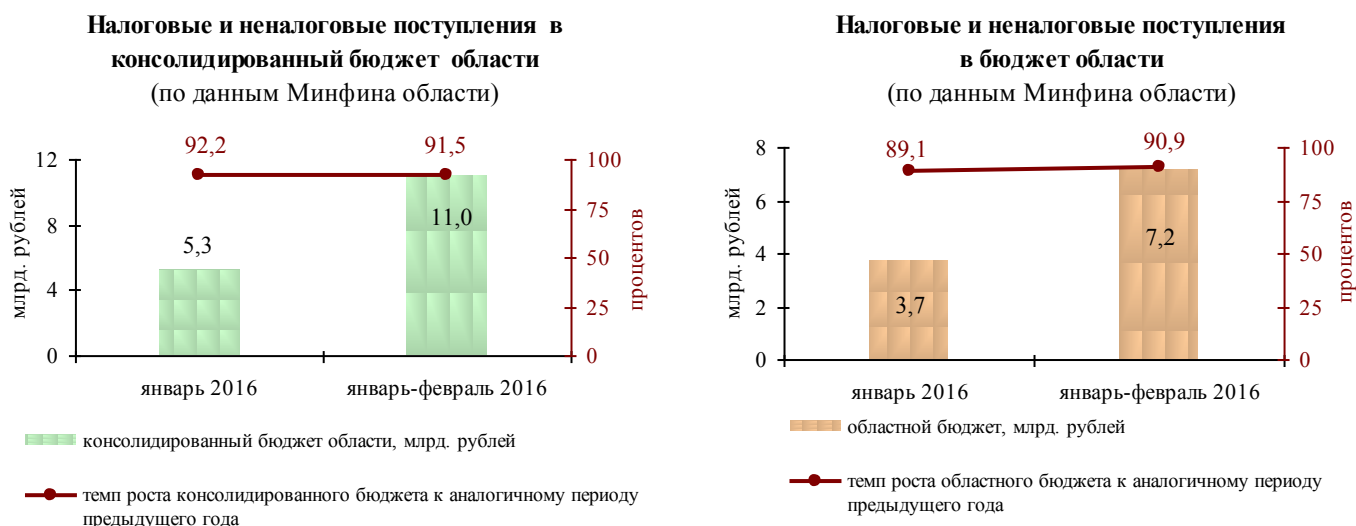 Налоговые и неналоговые поступления в
консолидированный бюджет области
(по данным Минфина области)
92,2
91,5
12
8
4
0
млрд. рублей
5,3
11,0
100
75
50
25
0
процентов
январь 2016
январь-февраль 2016
консолидированный бюджет области, млрд. рублей
темп роста консолидированного бюджета к аналогичному периоду
предыдущего года
Налоговые и неналоговые поступления
в бюджет области
(по данным Минфина области)
89,1
90,9
8
6
4
2
0
млрд. рублей
3,7
7,2
100
75
50
25
0
процентов
январь 2016
январь-февраль 2016
областной бюджет, млрд. рублей
темп роста областного бюджета к аналогичному периоду
предыдущего года